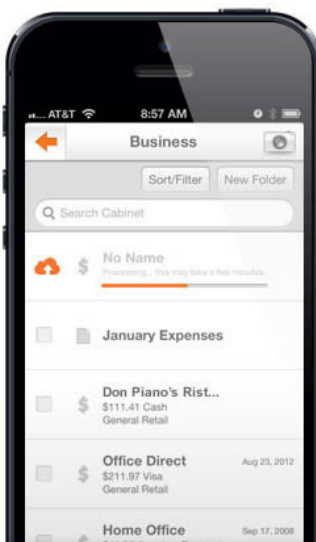 AT&T 8:57 AM
Business
Sort/Filter New Folder
Search Cabinet
No Name
Processing... this may take a few minutes.
January Expenses
Don Piano's Rist...
$111.41 Cash
General Retail
Office Direct Aug 23, 2012
$211.97 Visa
General Retail
Home Office Sep 17, 2008